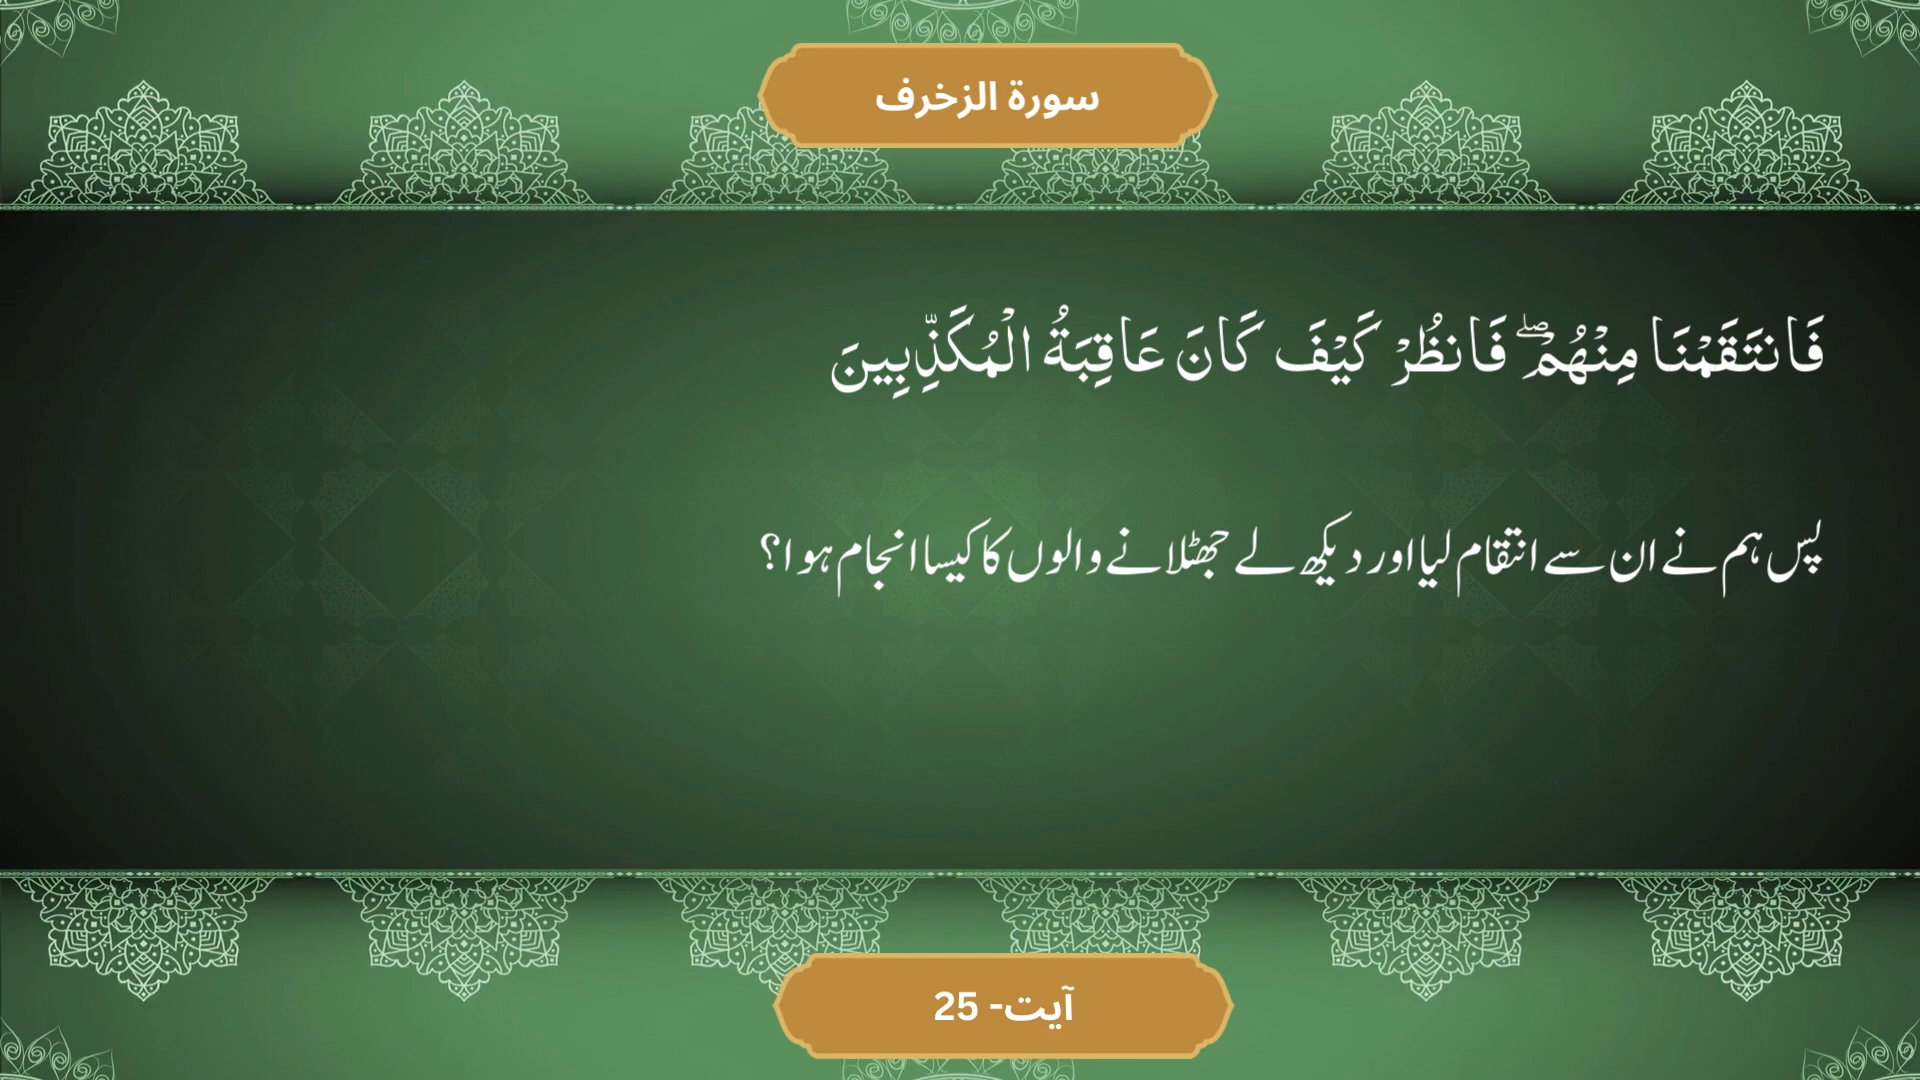 سورة الزخرف
فَانتَقَمْنَا مِنْهُمْ ۖ فَانظُرْ كَيْفَ كَانَ عَاقِبَةُ الْمُكَذِّبِينَ
پس ہم نے ان سے انتقام لیا اور دیکھ لے جھٹلانے والوں کا کیسا انجام ہوا؟
آیت- 25